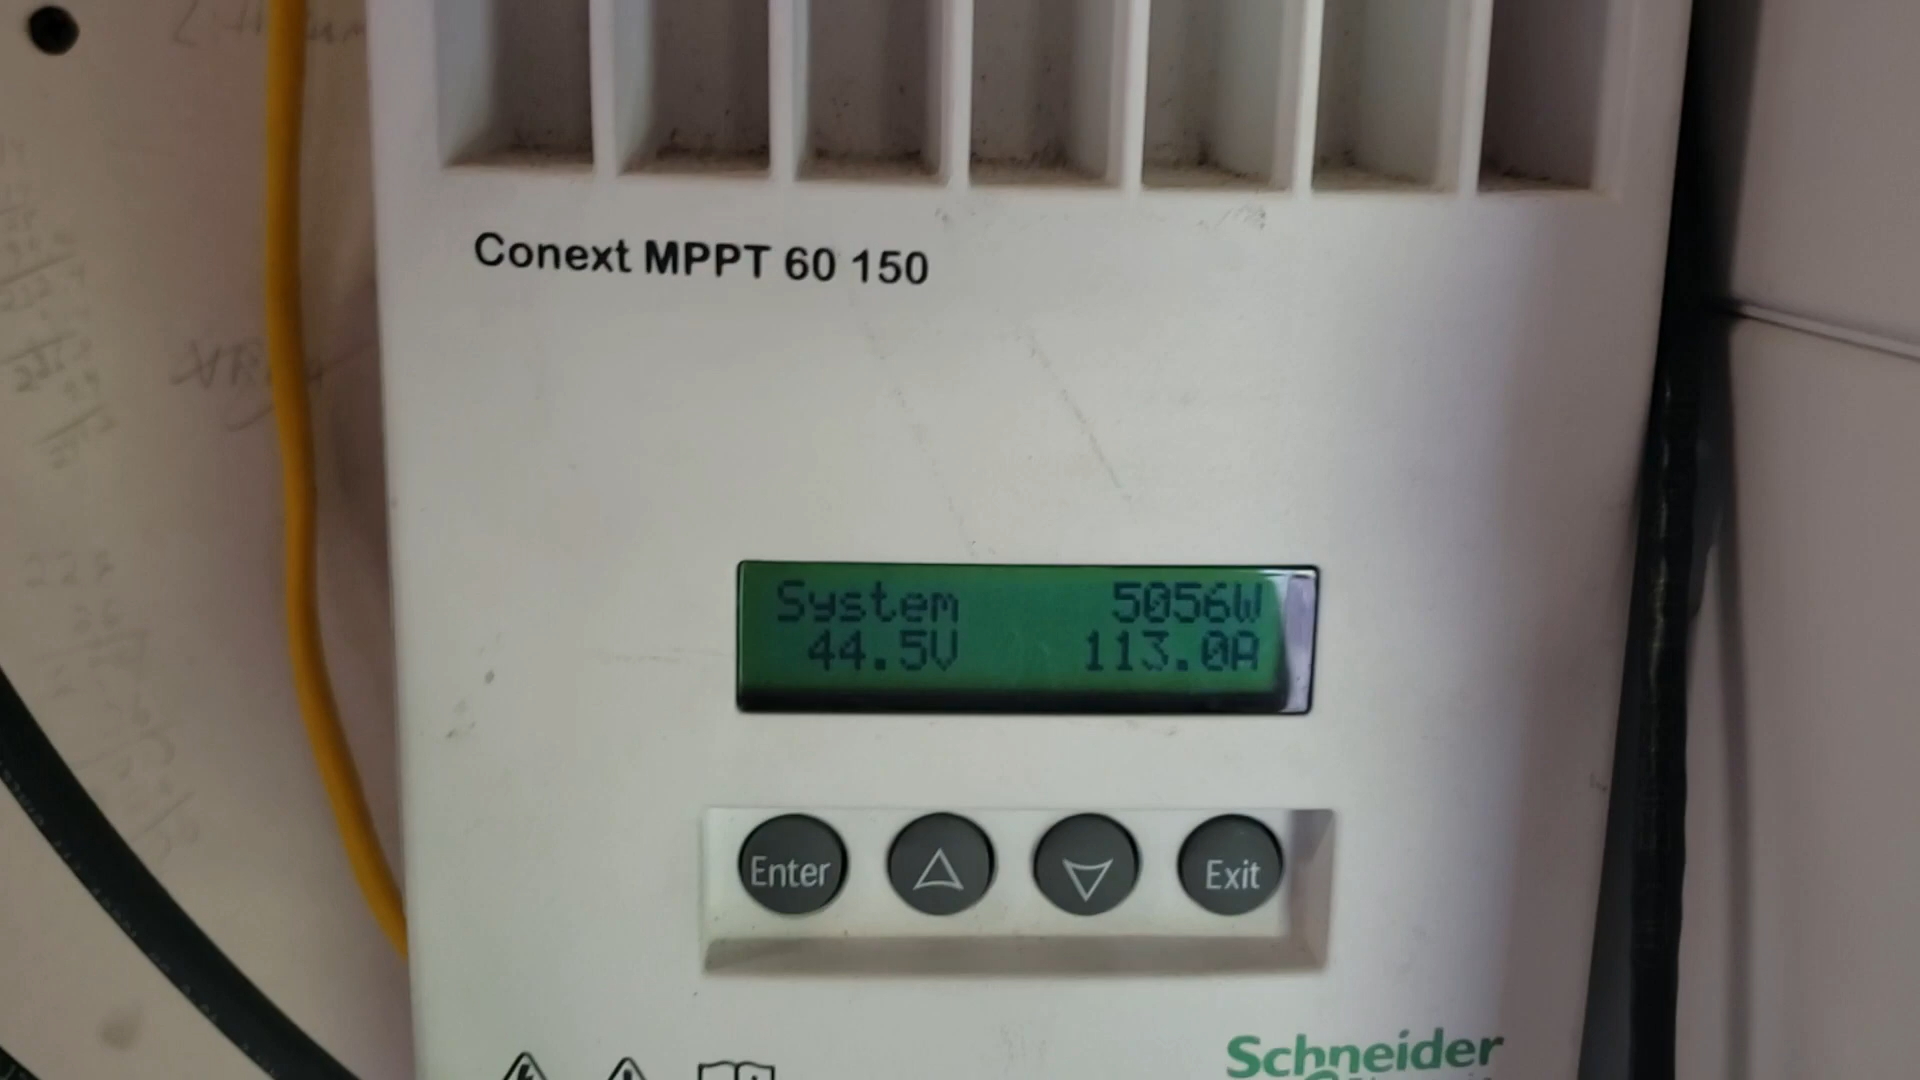 Conext MPPT 60 150
System 5056W
44.5V 113.0A
Enter
Exit
Schneider